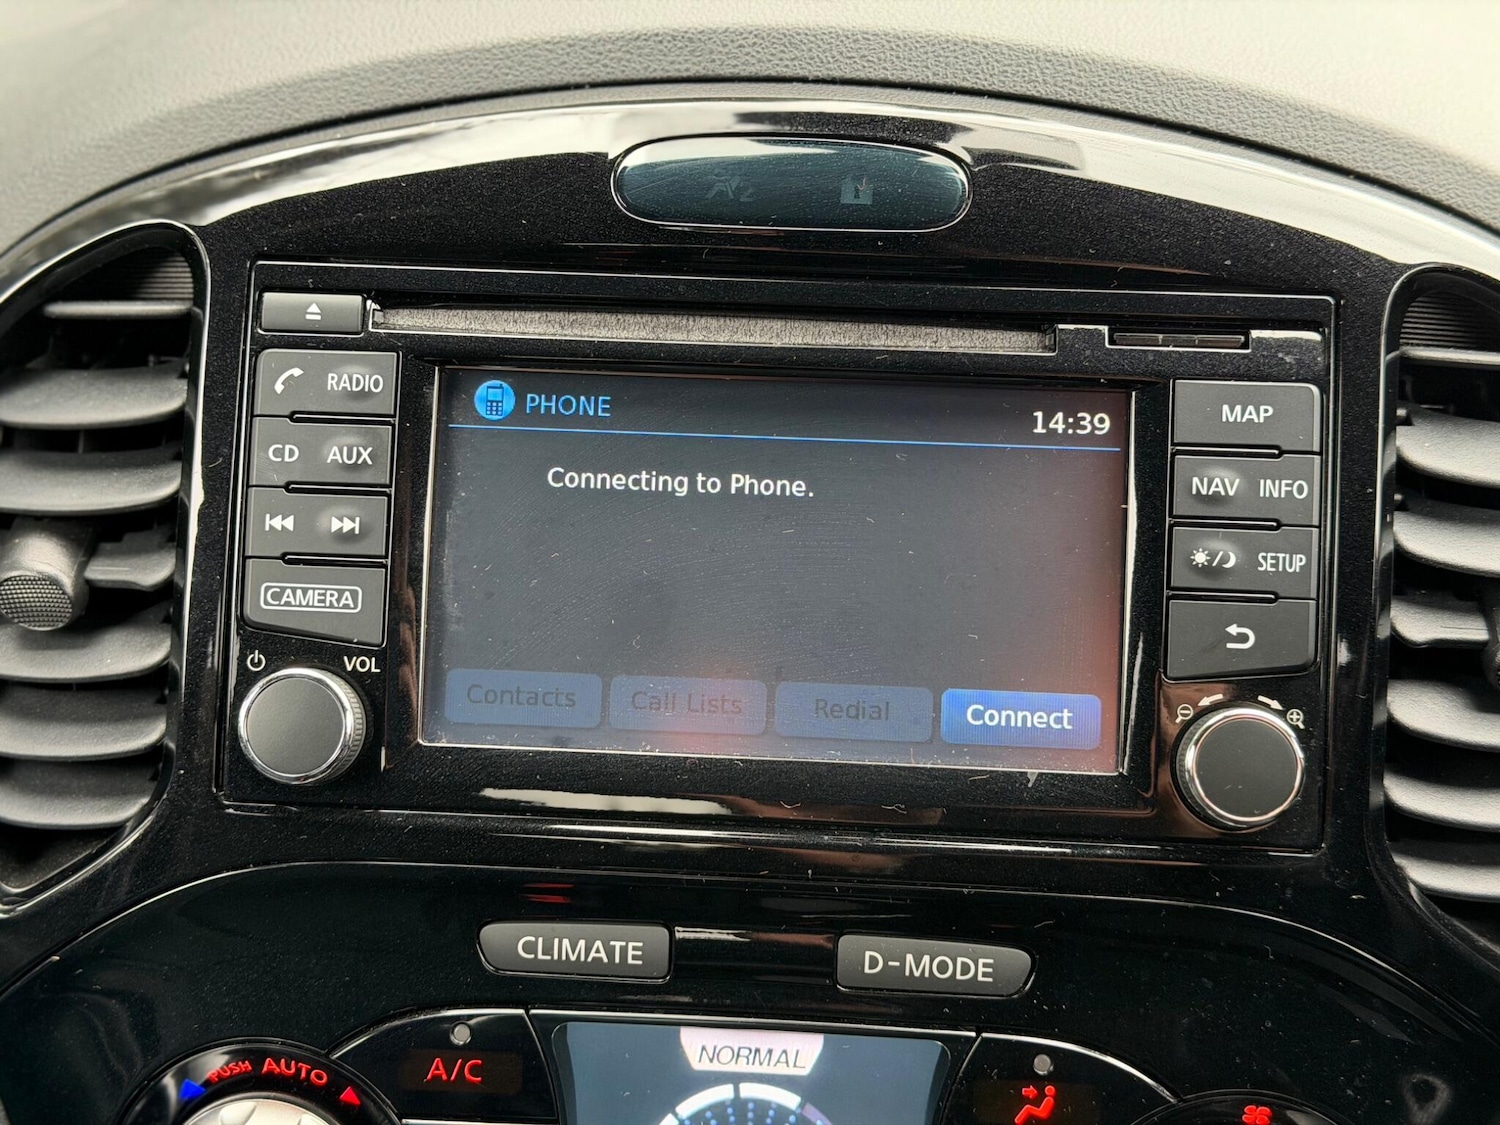 RADIO
CD AUX
CAMERA
VOL
PHONE
14:39
Connecting to Phone.
Contacts Call Lists Redial Connect
MAP
NAV INFO
SETUP
CLIMATE D-MODE
PUSH AUTO
A/C
NORMAL